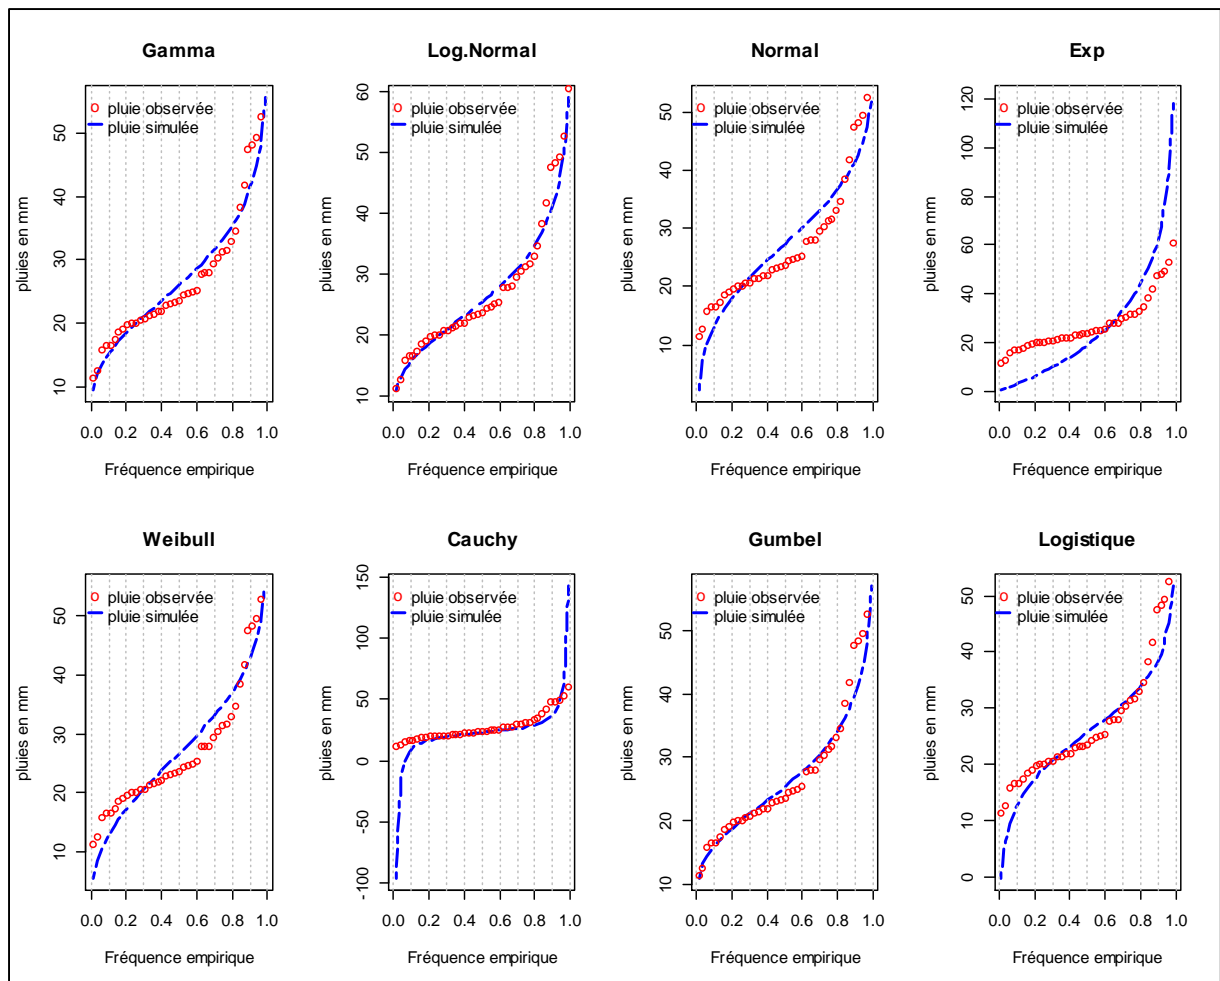 Gamma
pluie observée
pluie simulée
50
40
30
20
10
pluies en mm
0.0 0.2 0.4 0.6 0.8 1.0
Fréquence empirique
Log.Normal
pluie observée
pluie simulée
60
50
40
30
20
10
pluies en mm
0.0 0.2 0.4 0.6 0.8 1.0
Fréquence empirique
Normal
pluie observée
pluie simulée
50
40
30
20
10
pluies en mm
0.0 0.2 0.4 0.6 0.8 1.0
Fréquence empirique
Exp
pluie observée
pluie simulée
120
100
80
60
40
20
0
pluies en mm
0.0 0.2 0.4 0.6 0.8 1.0
Fréquence empirique
Weibull
pluie observée
pluie simulée
50
40
30
20
10
pluies en mm
0.0 0.2 0.4 0.6 0.8 1.0
Fréquence empirique
Cauchy
pluie observée
pluie simulée
150
100
50
0
-50
-100
pluies en mm
0.0 0.2 0.4 0.6 0.8 1.0
Fréquence empirique
Gumbel
pluie observée
pluie simulée
50
40
30
20
10
pluies en mm
0.0 0.2 0.4 0.6 0.8 1.0
Fréquence empirique
Logistique
pluie observée
pluie simulée
50
40
30
20
10
0
pluies en mm
0.0 0.2 0.4 0.6 0.8 1.0
Fréquence empirique